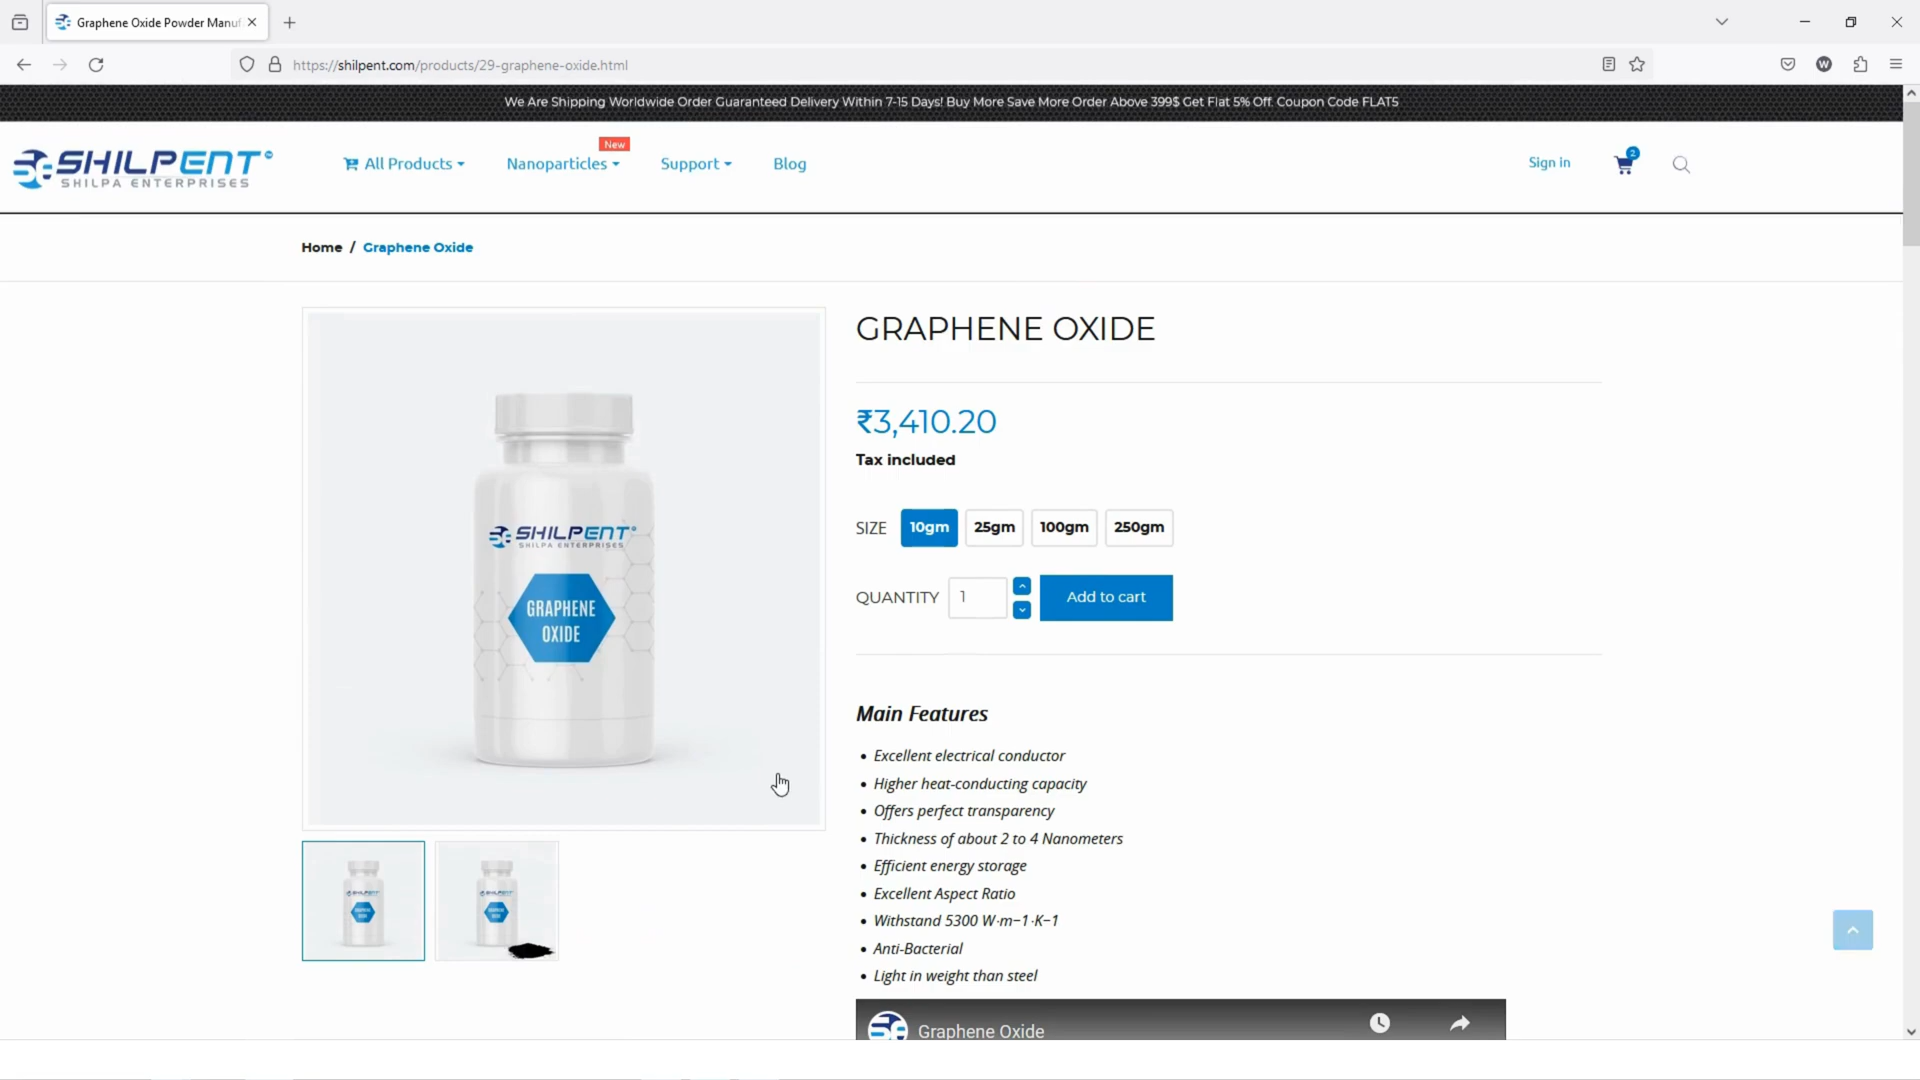 Graphene Oxide Powder Manuf
https://shilpent.com/products/29-graphene-oxide.html
W
We Are Shipping Worldwide Order Guaranteed Delivery Within 7-15 Days! Buy More Save More Order Above 399$ Get Flat 5% Off. Coupon Code FLAT5
SHILPENT
SHILPA ENTERPRISES
All Products
Nanoparticles
New
Support
Blog
Sign in
2
Home / Graphene Oxide
GRAPHENE OXIDE
₹3,410.20
Tax included
SIZE 10gm 25gm 100gm 250gm
QUANTITY 1 Add to cart
SHILPENT
SHILPA ENTERPRISES
GRAPHENE
OXIDE
Main Features
• Excellent electrical conductor
• Higher heat-conducting capacity
• Offers perfect transparency
• Thickness of about 2 to 4 Nanometers
• Efficient energy storage
• Excellent Aspect Ratio
• Withstand 5300 W·m−1·K−1
• Anti-Bacterial
• Light in weight than steel
Graphene Oxide